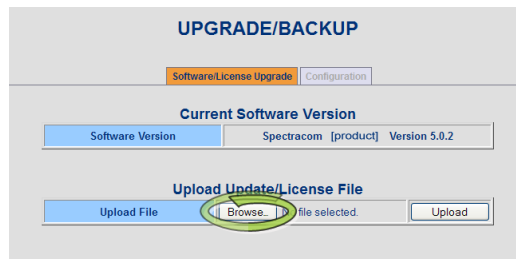 UPGRADE/BACKUP
Software/License Upgrade Configuration
Current Software Version
Software Version Spectracom [product] Version 5.0.2
Upload Update/License File
Upload File Browse... file selected. Upload